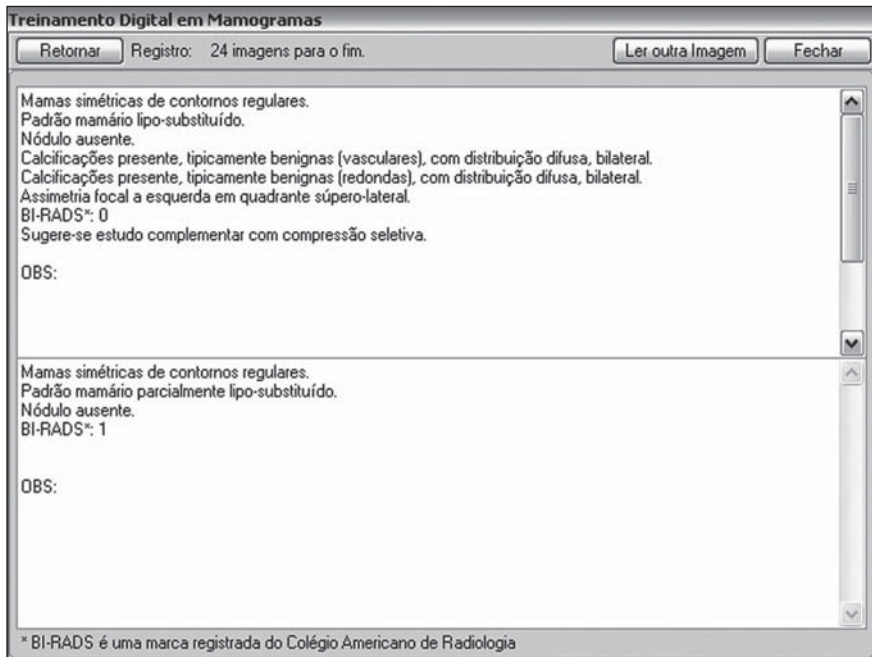 Treinamento Digital em Mamogramas
Retornar Registro: 24 imagens para o fim. Ler outra Imagem Fechar
Mamas simétricas de contornos regulares.
Padrão mamário lipo-substituído.
Nódulo ausente.
Calcificações presente, tipicamente benignas (vasculares), com distribuição difusa, bilateral.
Calcificações presente, tipicamente benignas (redondas), com distribuição difusa, bilateral.
Assimetria focal a esquerda em quadrante súpero-lateral.
BI-RADS*: 0
Sugere-se estudo complementar com compressão seletiva.
OBS:
Mamas simétricas de contornos regulares.
Padrão mamário parcialmente lipo-substituído.
Nódulo ausente.
BI-RADS*: 1
OBS:
* BI-RADS é uma marca registrada do Colégio Americano de Radiologia